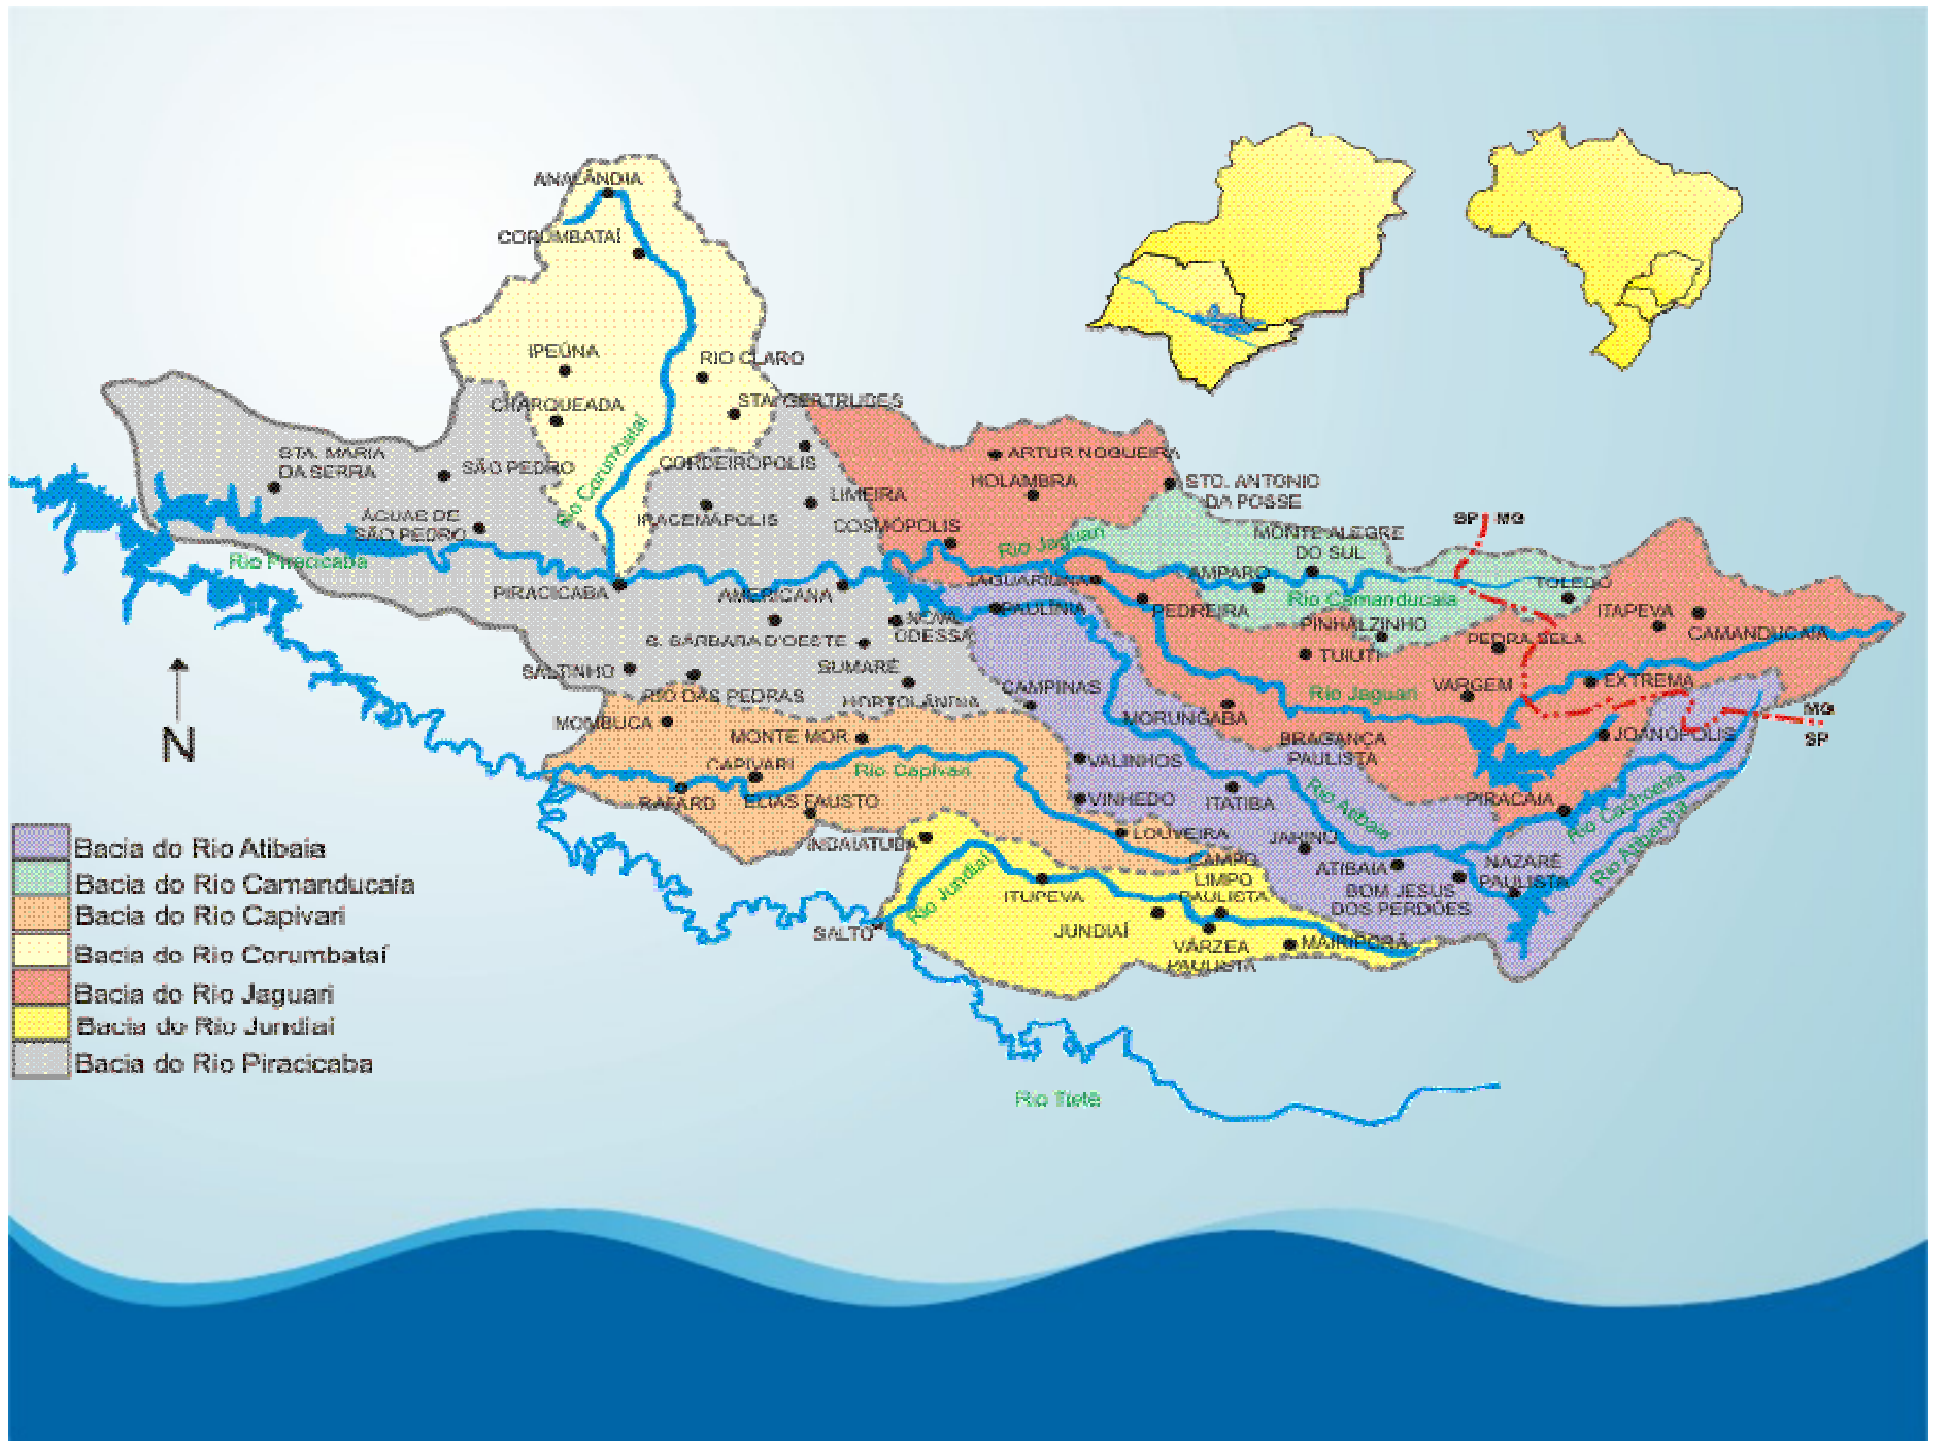 ANALÂNDIA
CORUMBATAÍ
IPEÚNA
RIO CLARO
CHARQUEADA
STA. GERTRUDES
Rio Corumbataí
STA. MARIA
DA SERRA
SÃO PEDRO
CORDEIRÓPOLIS
ARTUR NOGUEIRA
HOLAMBRA
STO. ANTONIO
DA POSSE
LIMEIRA
IRACEMÁPOLIS
COSMÓPOLIS
ÁGUAS DE
SÃO PEDRO
Rio Jaguari
MONTE ALEGRE
DO SUL
SP
MG
Rio Piracicaba
PIRACICABA
AMERICANA
JAGUARIÚNA
AMPARO
TOLEDO
Rio Camanducaia
PAULÍNIA
PEDREIRA
ITAPEVA
NOVA
ODESSA
PINHALZINHO
PEDRA BELA
CAMANDUCAIA
S. BÁRBARA D'OESTE
TUIUTI
SALTINHO
SUMARÉ
RIO DAS PEDRAS
HORTOLÂNDIA
CAMPINAS
Rio Jaguari
VARGEM
EXTREMA
MOMBUCA
MONTE MOR
MORUNGABA
BRAGANÇA
PAULISTA
JOANÓPOLIS
MG
SP
N
CAPIVARI
Rio Capivari
VALINHOS
RAFARD
ELIAS FAUSTO
VINHEDO
ITATIBA
Rio Atibaia
PIRACAIA
Rio Cachoeira
Rio Atibainha
INDAIATUBA
LOUVEIRA
JARINU
CAMPO
LIMPO
PAULISTA
ATIBAIA
NAZARÉ
PAULISTA
BOM JESUS
DOS PERDÕES
Rio Jundiaí
ITUPEVA
SALTO
JUNDIAÍ
VÁRZEA
PAULISTA
MAIRIPORÃ
Rio Tietê
Bacia do Rio Atibaia
Bacia do Rio Camanducaia
Bacia do Rio Capivari
Bacia do Rio Corumbataí
Bacia do Rio Jaguari
Bacia do Rio Jundiaí
Bacia do Rio Piracicaba